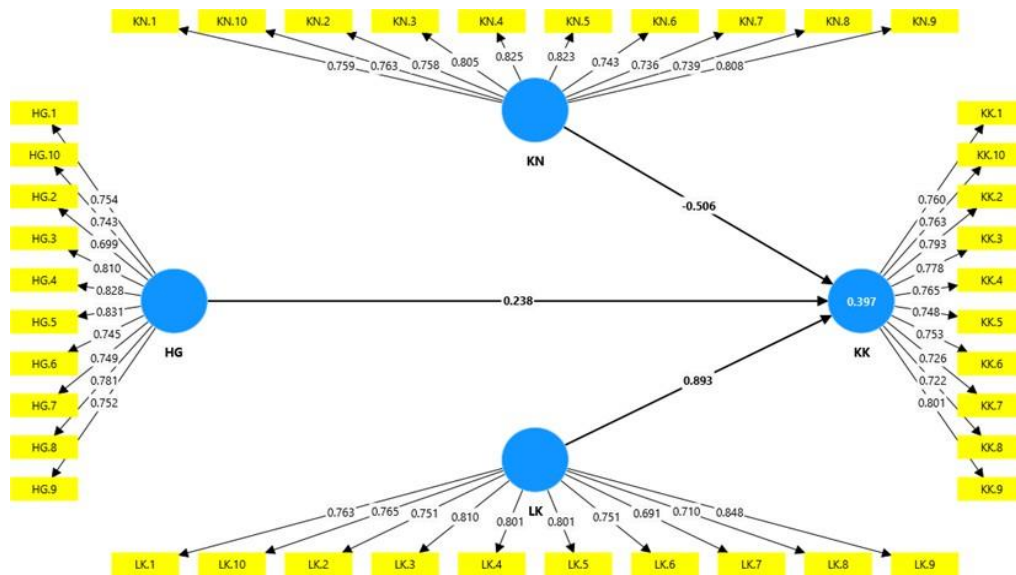 KN.1 KN.10 KN.2 KN.3 KN.4 KN.5 KN.6 KN.7 KN.8 KN.9
0.759 0.763 0.758 0.805 0.825 0.823 0.743 0.736 0.739 0.808
KN
HG.1
HG.10
HG.2
HG.3
HG.4
HG.5
HG.6
HG.7
HG.8
HG.9
0.754
0.743
0.699
0.810
0.828
0.831
0.745
0.749
0.781
0.752
HG
-0.506
0.238
0.893
0.397
KK
0.760
0.763
0.793
0.778
0.765
0.748
0.753
0.726
0.722
0.801
KK.1
KK.10
KK.2
KK.3
KK.4
KK.5
KK.6
KK.7
KK.8
KK.9
LK
0.763 0.765 0.751 0.810 0.801 0.801 0.751 0.691 0.710 0.848
LK.1 LK.10 LK.2 LK.3 LK.4 LK.5 LK.6 LK.7 LK.8 LK.9